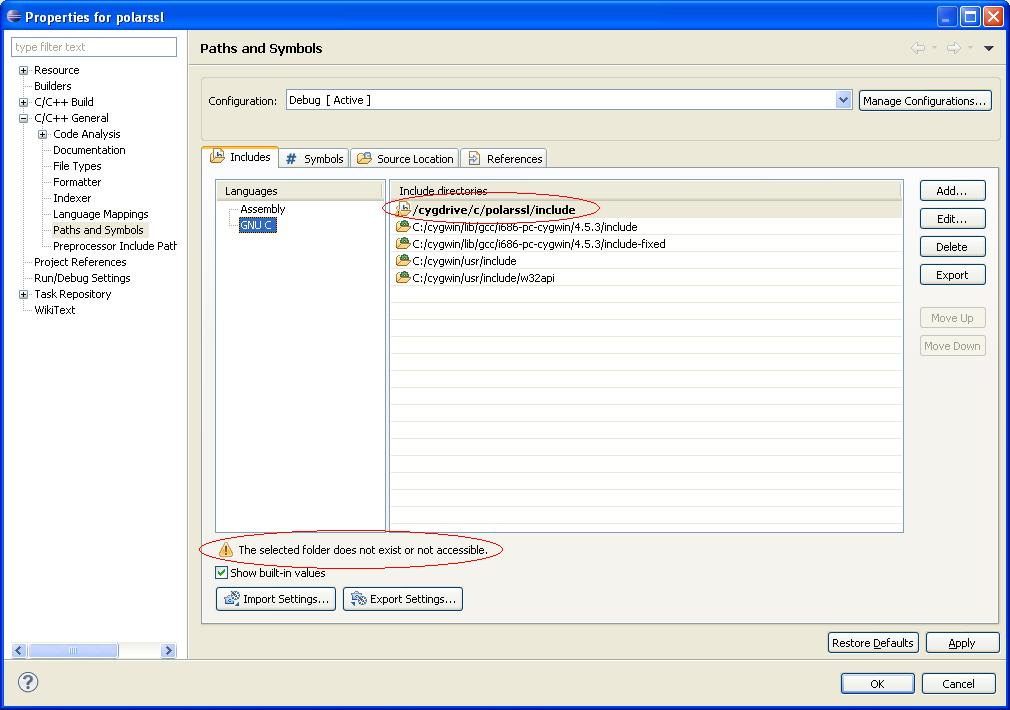 Properties for polarssl
type filter text
Resource
Builders
C/C++ Build
C/C++ General
Code Analysis
Documentation
File Types
Formatter
Indexer
Language Mappings
Paths and Symbols
Preprocessor Include Path
Project References
Run/Debug Settings
Task Repository
WikiText
Paths and Symbols
Configuration: Debug [ Active ] Manage Configurations...
Includes # Symbols Source Location References
Languages
Assembly
GNU C
Include directories
/cygdrive/c/polarssl/include
C:/cygwin/lib/gcc/i686-pc-cygwin/4.5.3/include
C:/cygwin/lib/gcc/i686-pc-cygwin/4.5.3/include-fixed
C:/cygwin/usr/include
C:/cygwin/usr/include/w32api
Add...
Edit...
Delete
Export
Move Up
Move Down
The selected folder does not exist or not accessible.
Show built-in values
Import Settings... Export Settings...
Restore Defaults Apply
? OK Cancel